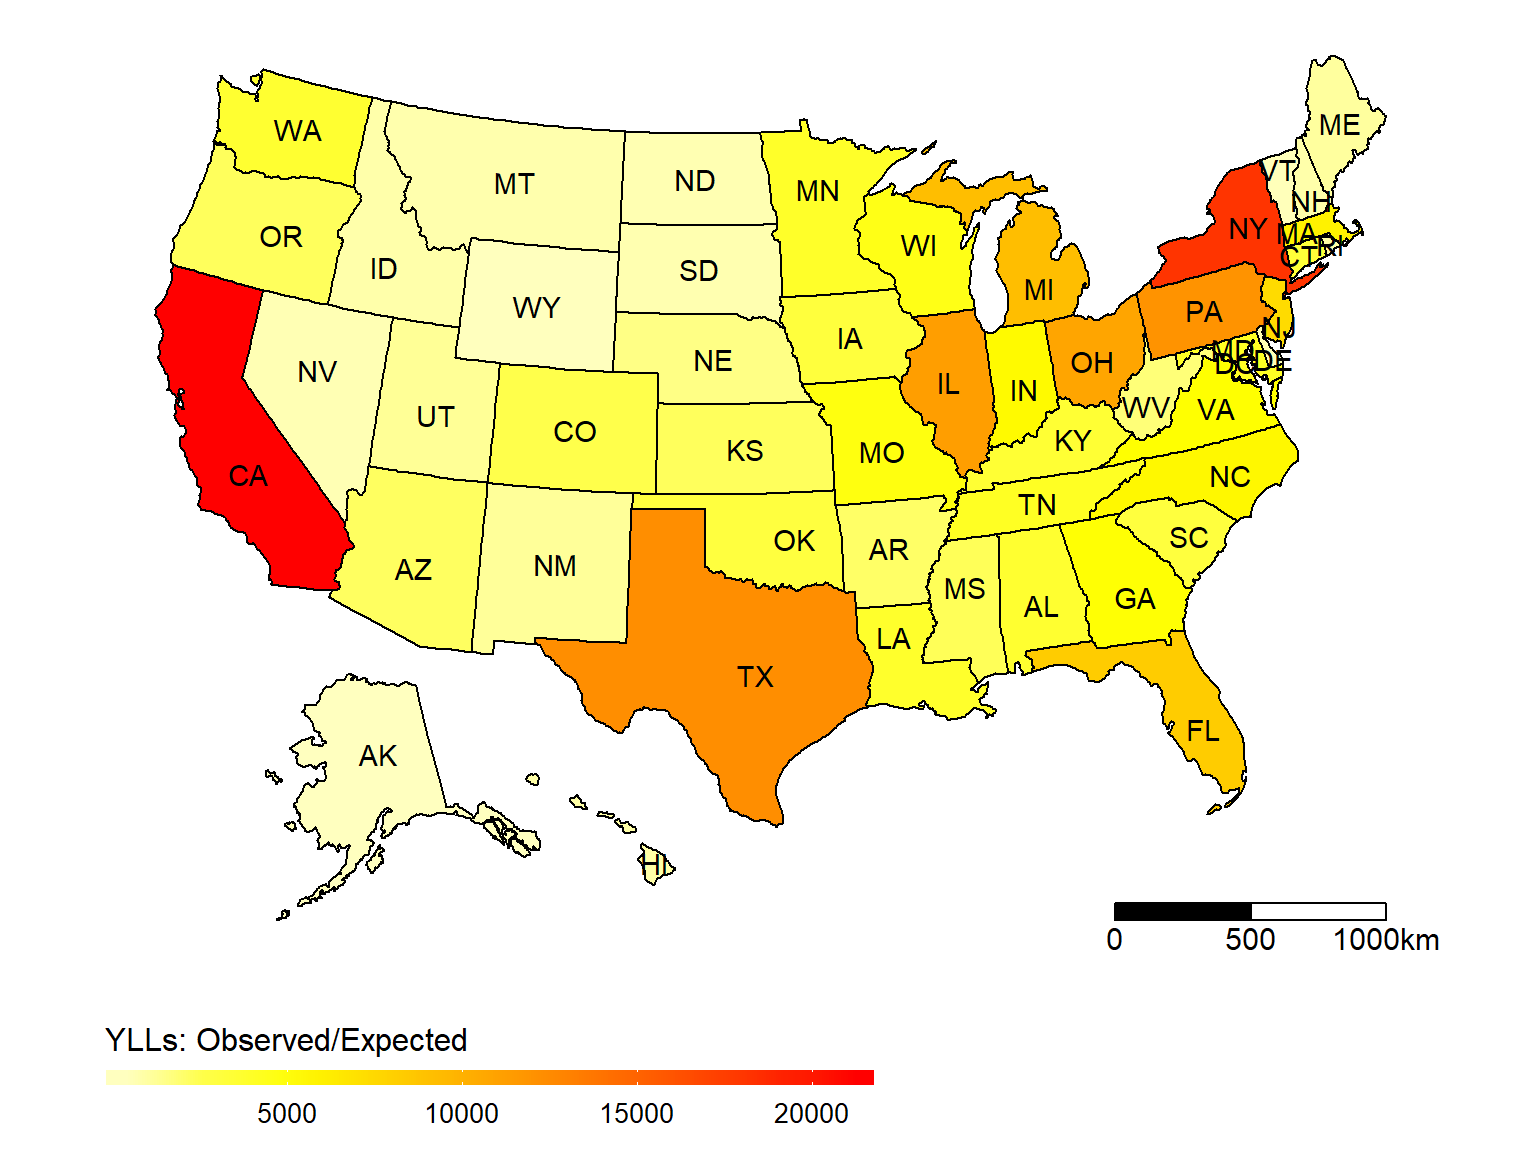 WA
MT
ND
MN
ME
VT
NH
OR
ID
SD
WI
NY
MA
RI
CT
WY
MI
PA
NJ
IA
NV
NE
IL
IN
OH
MD
DC
DE
UT
CO
KS
MO
KY
WV
VA
CA
OK
TN
NC
AZ
NM
AR
SC
MS
AL
GA
LA
TX
FL
AK
HI
0 500 1000km
YLLs: Observed/Expected
5000 10000 15000 20000